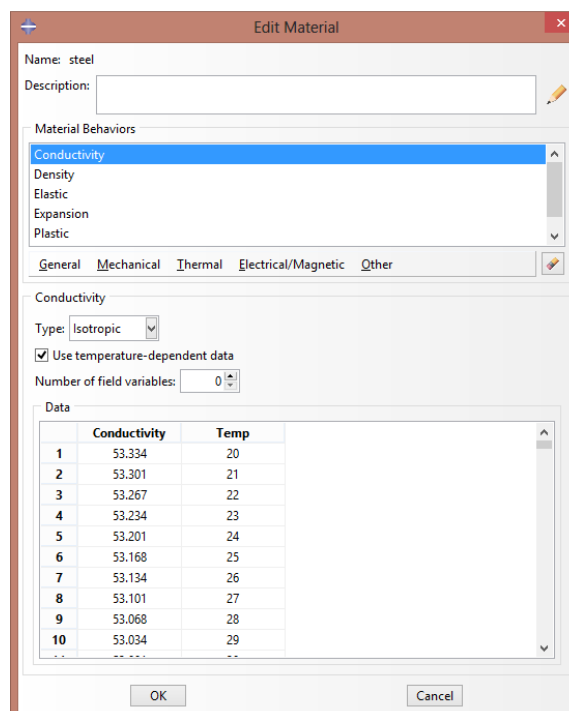 Edit Material
Name: steel
Description:
Material Behaviors
Conductivity
Density
Elastic
Expansion
Plastic
General Mechanical Thermal Electrical/Magnetic Other
Conductivity
Type: Isotropic
Use temperature-dependent data
Number of field variables: 0
Data
Conductivity Temp
1 53.334 20
2 53.301 21
3 53.267 22
4 53.234 23
5 53.201 24
6 53.168 25
7 53.134 26
8 53.101 27
9 53.068 28
10 53.034 29
OK Cancel